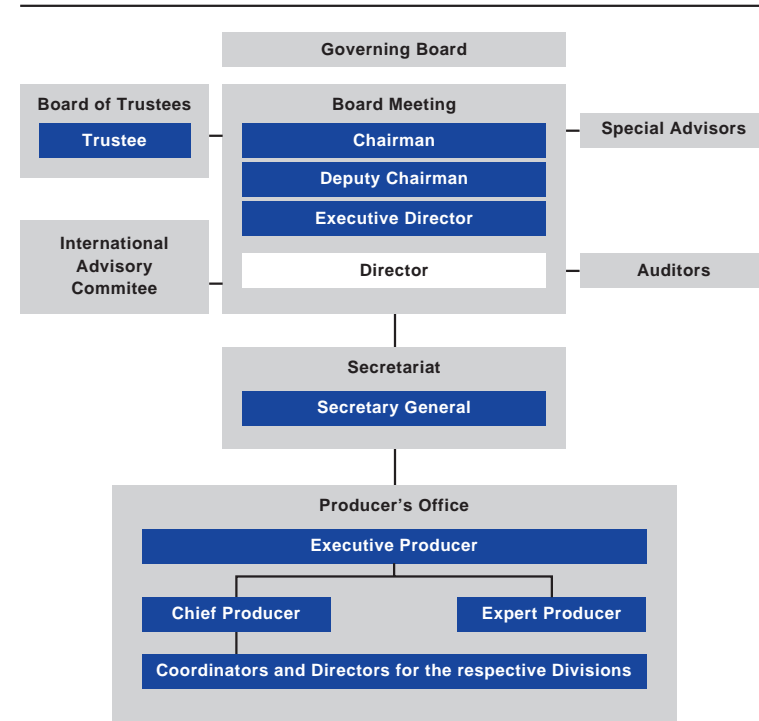 Governing Board
Board of Trustees
Trustee
Board Meeting
Chairman
Deputy Chairman
Executive Director
Director
Special Advisors
International
Advisory
Commitee
Auditors
Secretariat
Secretary General
Producer’s Office
Executive Producer
Chief Producer
Expert Producer
Coordinators and Directors for the respective Divisions